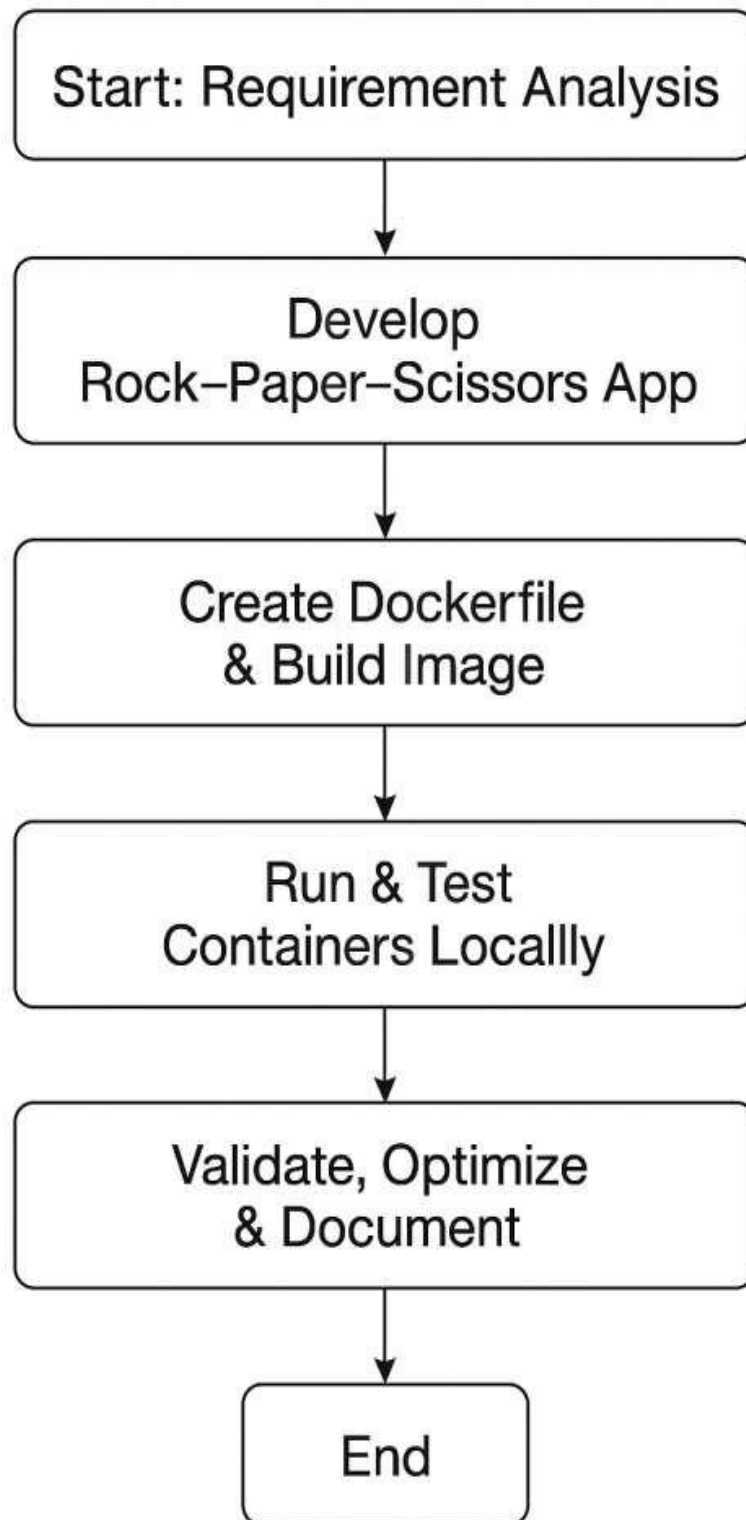 Start: Requirement Analysis
Develop
Rock–Paper–Scissors App
Create Dockerfile
& Build Image
Run & Test
Containers Locallly
Validate, Optimize
& Document
End